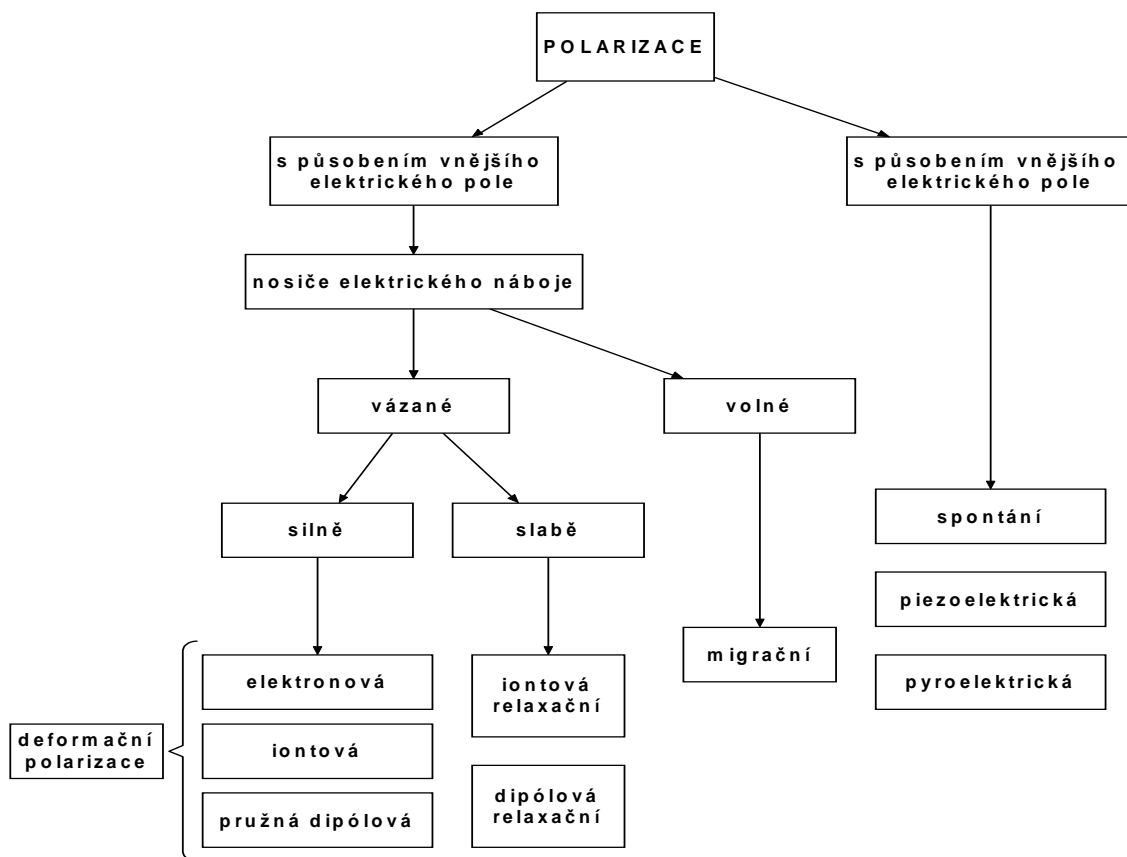 POLARIZACE
s působením vnějšího
elektrického pole
s působením vnějšího
elektrického pole
nosiče elektrického náboje
vázané
volné
silně
slabě
spontání
piezoelektrická
pyroelektrická
migrační
elektronová
iontová
relaxační
deformační
polarizace
iontová
dipólová
relaxační
pružná dipólová